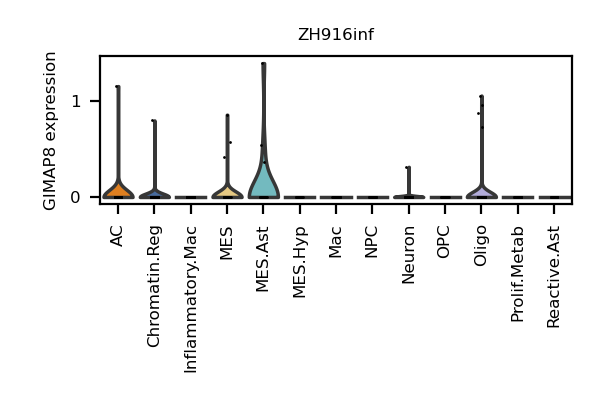 ZH916inf
GIMAP8 expression
1
0
AC
Chromatin.Reg
Inflammatory.Mac
MES
MES.Ast
MES.Hyp
Mac
NPC
Neuron
OPC
Oligo
Prolif.Metab
Reactive.Ast